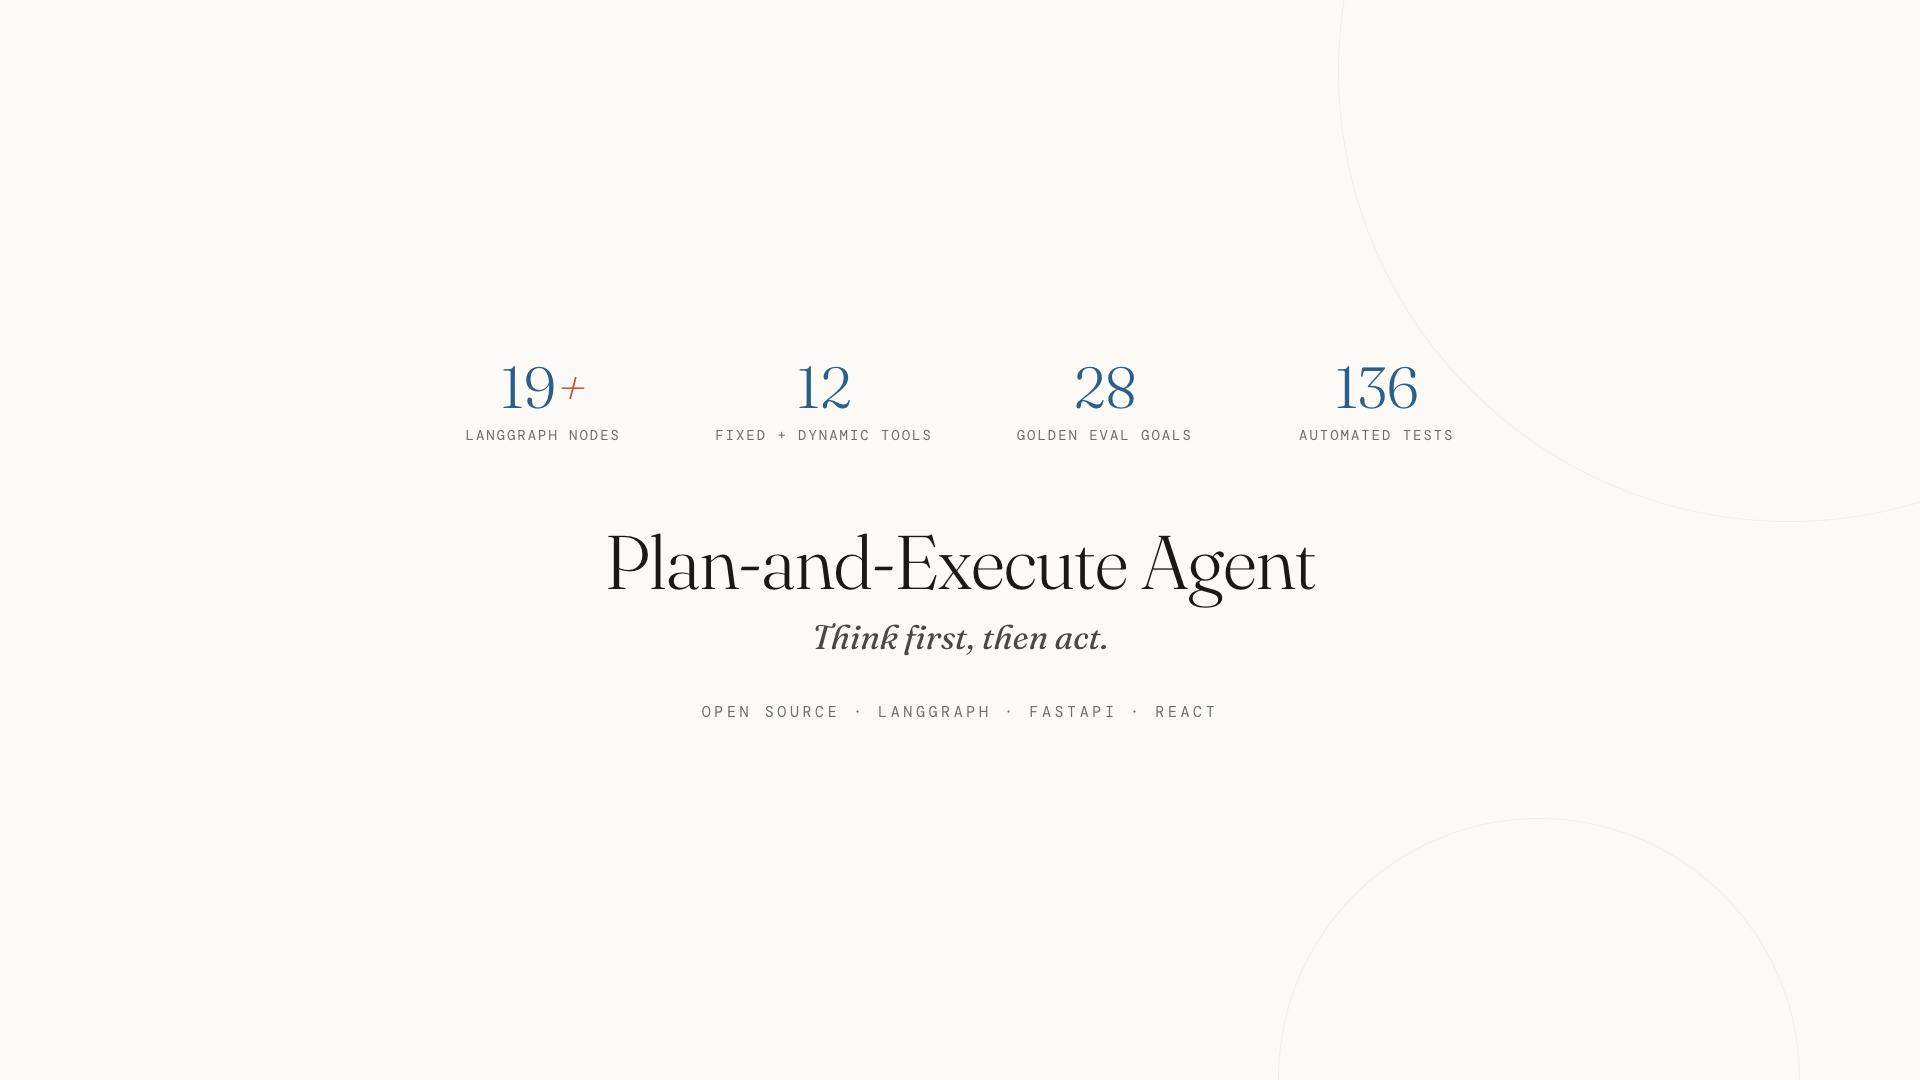 19+ 12 28 136
LANGGRAPH NODES FIXED + DYNAMIC TOOLS GOLDEN EVAL GOALS AUTOMATED TESTS
Plan-and-Execute Agent
Think first, then act.
OPEN SOURCE · LANGGRAPH · FASTAPI · REACT